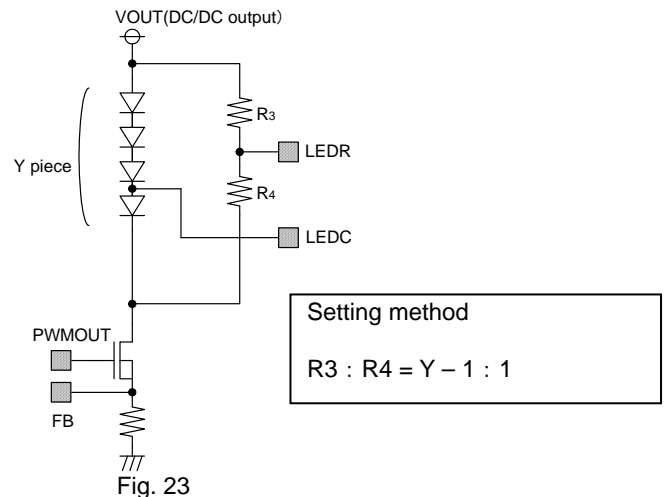 VOUT(DC/DC output)
R3
LEDR
Y piece
R4
LEDC
PWMOUT
FB
Setting method
R3 : R4 = Y – 1 : 1
Fig. 23